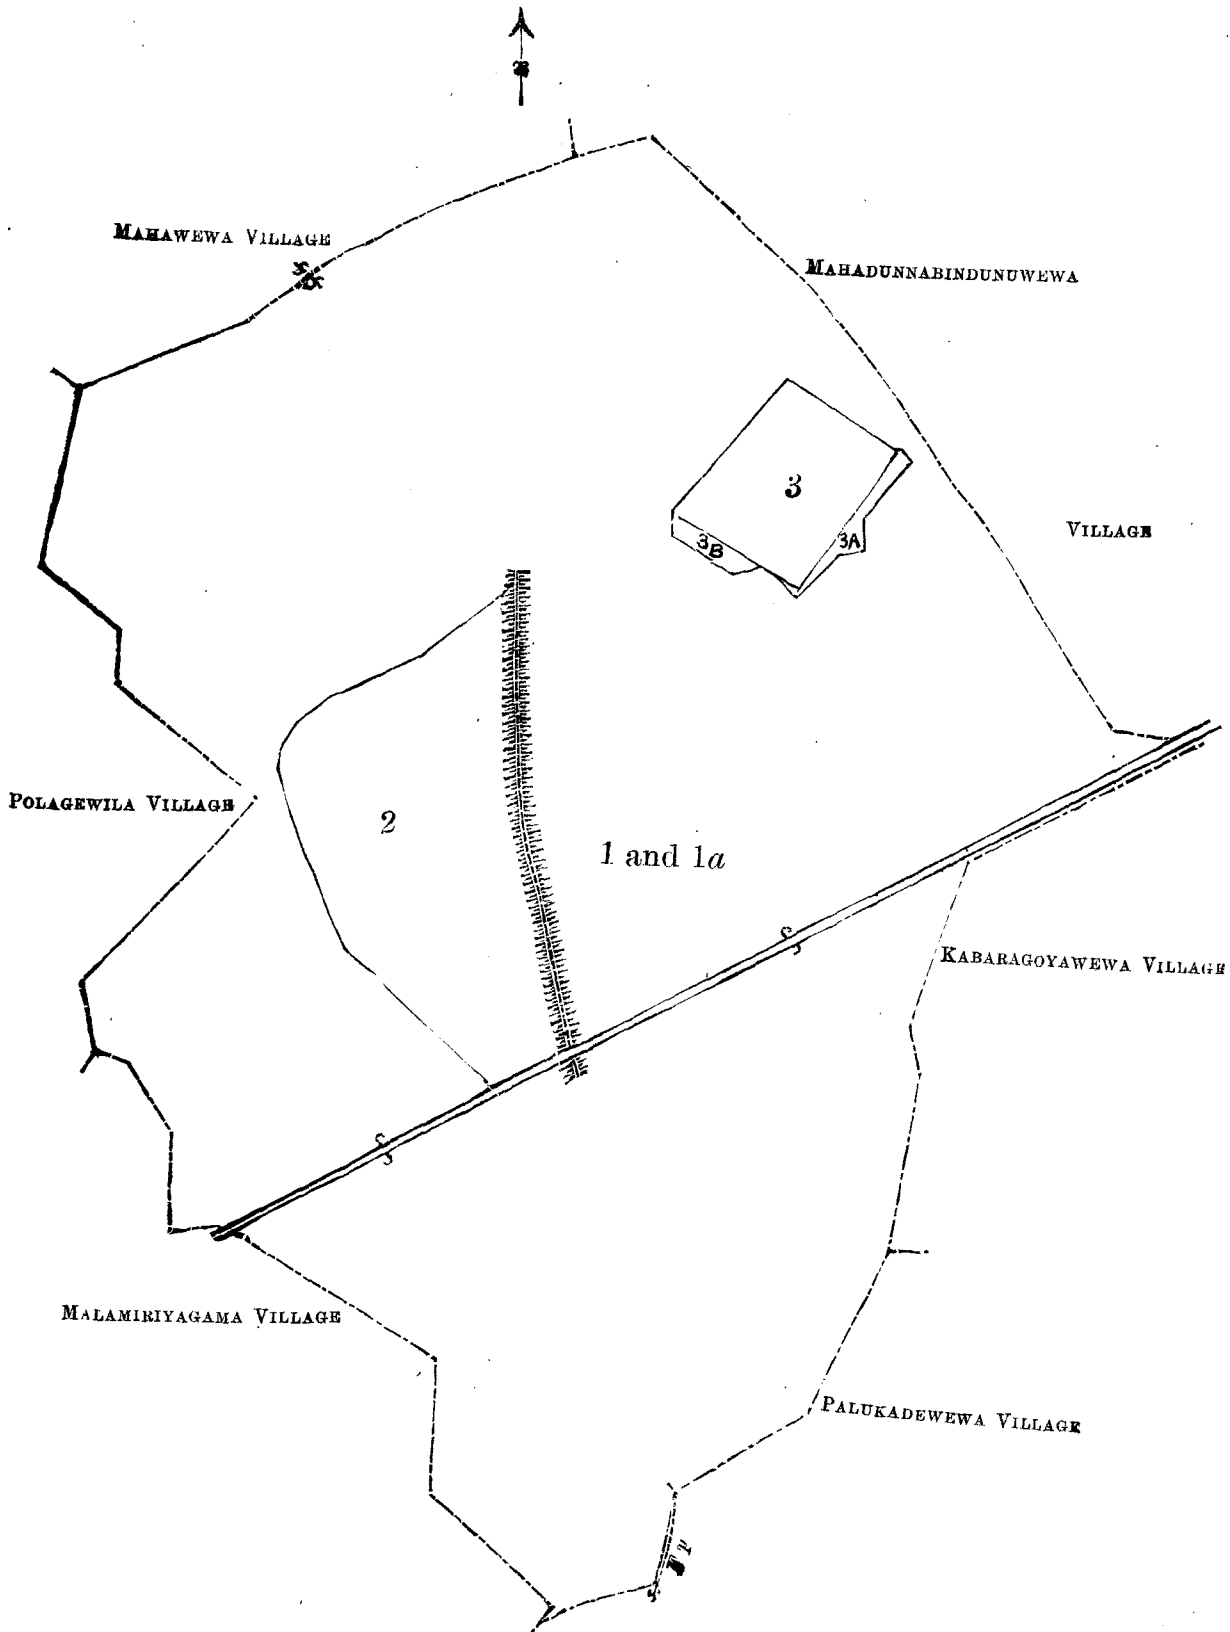 MAHAWEWA VILLAGE
MAHADUNNABINDUNUWEWA
VILLAGE
3
3B
3A
POLAGEWILA VILLAGE
2
1 and 1a
KABARAGOYAWEWA VILLAGE
MALAMIRIYAGAMA VILLAGE
PALUKADEWEWA VILLAGE